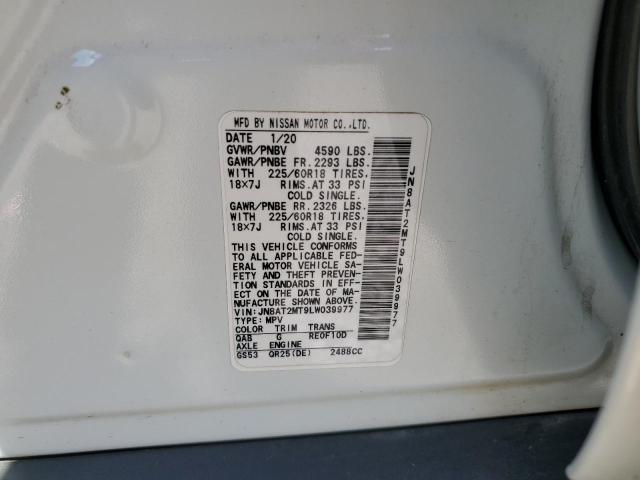 MFD BY NISSAN MOTOR CO.,LTD.
DATE 1/20
GVWR/PNBV 4590 LBS.
GAWR/PNBE FR. 2293 LBS.
WITH 225/60R18 TIRES.
18×7J RIMS.AT 33 PSI
COLD SINGLE.
GAWR/PNBE RR. 2326 LBS.
WITH 225/60R18 TIRES.
18×7J RIMS.AT 33 PSI
COLD SINGLE.
THIS VEHICLE CONFORMS
TO ALL APPLICABLE FED-
ERAL MOTOR VEHICLE SA-
FETY AND THEFT PREVEN-
TION STANDARDS IN EFF-
ECT ON THE DATE OF MA-
NUFACTURE SHOWN ABOVE.
VIN: JN8AT2MT9LW039977
TYPE: MPV
COLOR TRIM TRANS
QAB G RE0F10D
AXLE ENGINE
GS53 QR25(DE) 2488CC
JN8AT2MT9LW039977